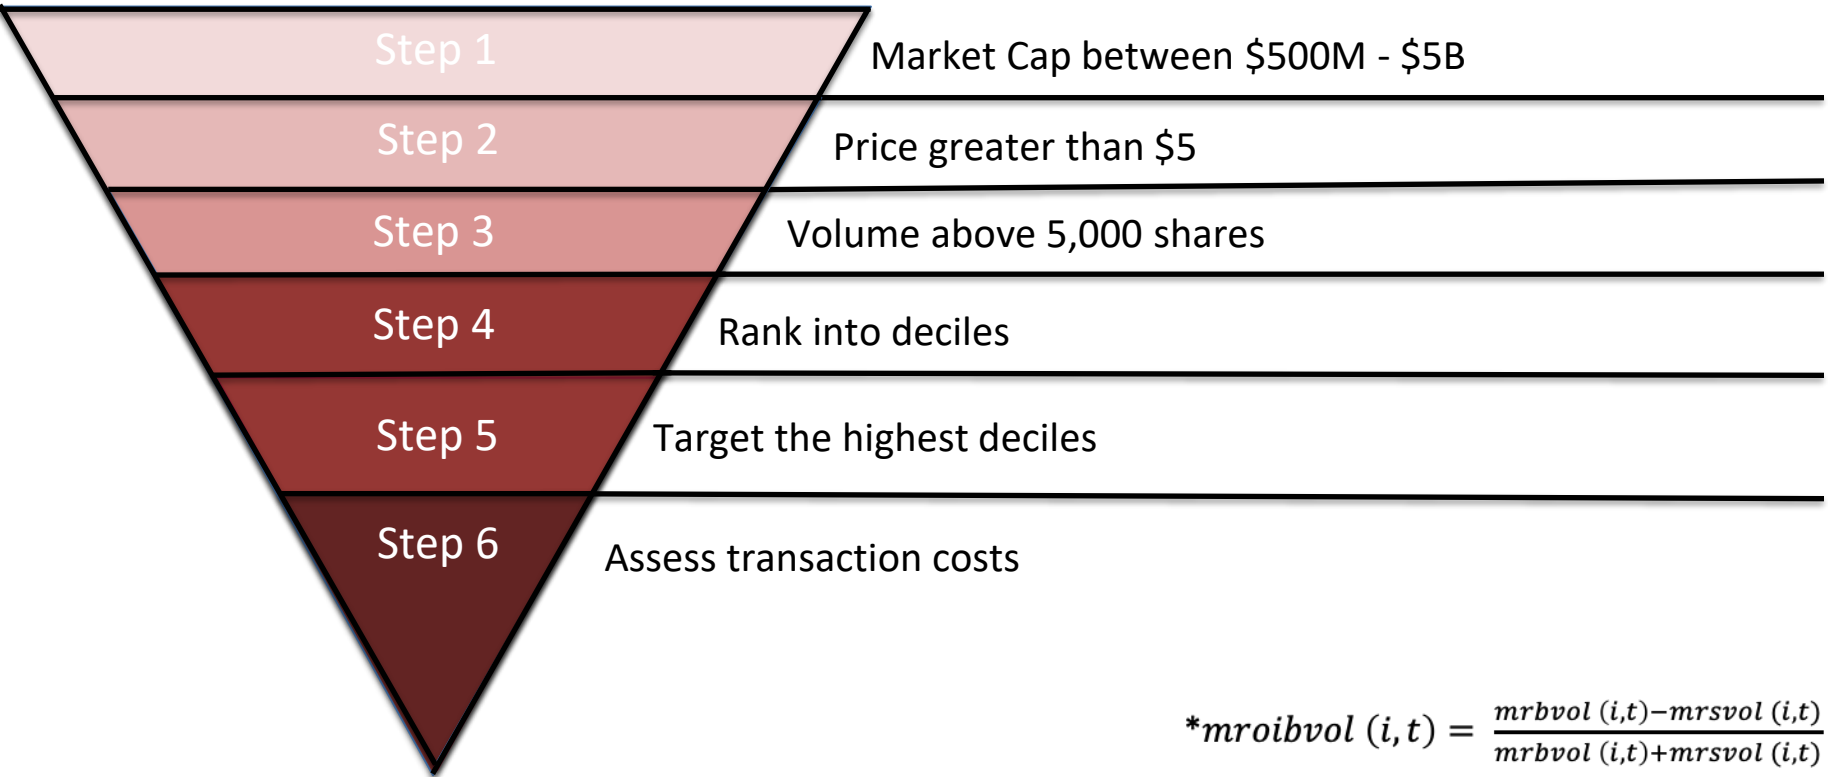 Step 1
Market Cap between $500M - $5B
Step 2
Price greater than $5
Step 3
Volume above 5,000 shares
Step 4
Rank into deciles
Step 5
Target the highest deciles
Step 6
Assess transaction costs
*mroibvol (i,t) = mrbvol (i,t)−mrsvol (i,t) / mrbvol (i,t)+mrsvol (i,t)